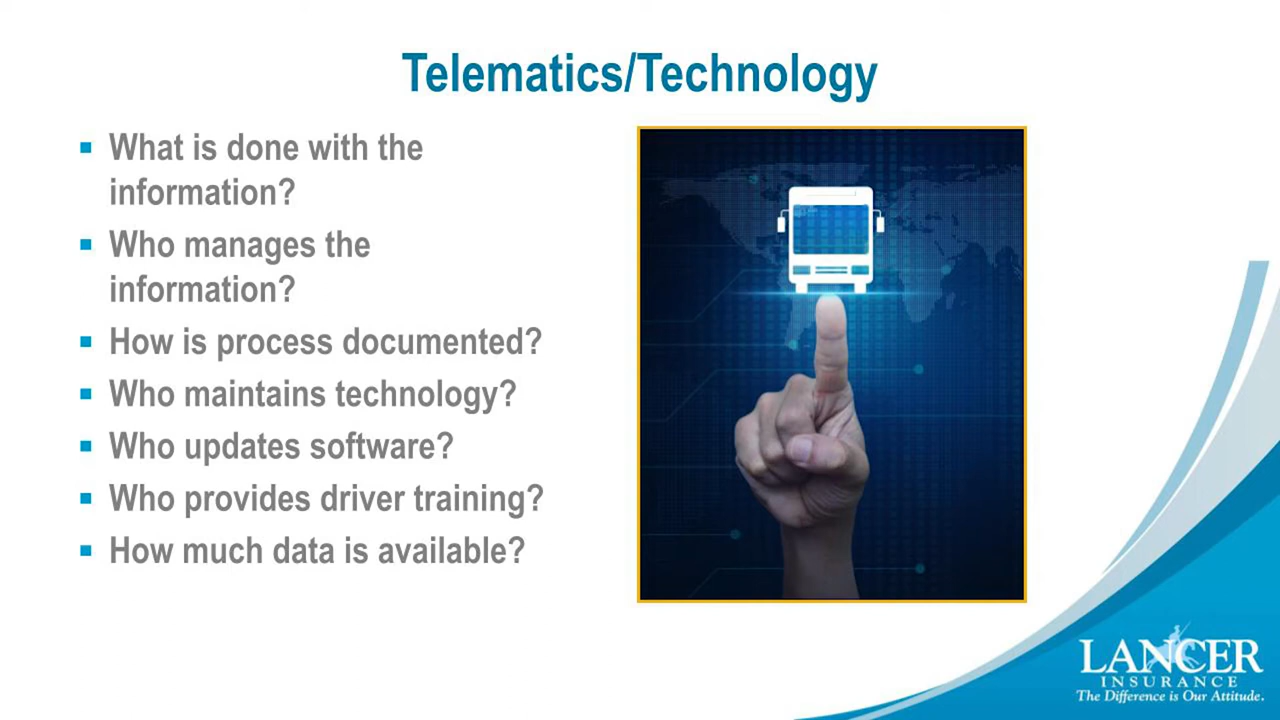 Telematics/Technology
▪ What is done with the
information?
▪ Who manages the
information?
▪ How is process documented?
▪ Who maintains technology?
▪ Who updates software?
▪ Who provides driver training?
▪ How much data is available?
LANCER
INSURANCE
The Difference is Our Attitude.